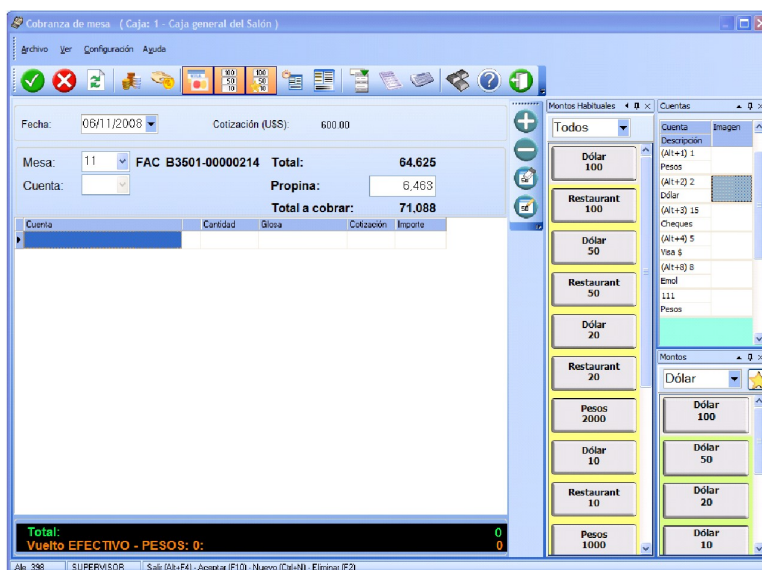 Cobranza de mesa ( Caja: 1 - Caja general del Salón )
Archivo Ver Configuración Ayuda
Fecha: 06/11/2008 Cotización (U$S): 600.00
Mesa: 11 FAC B3501-00000214 Total: 64.625
Cuenta: Propina: 6,463
Total a cobrar: 71,088
Cuenta Cantidad Glosa Cotización Importe
Total: 0
Vuelto EFECTIVO - PESOS: 0: 0
Montos Habituales
Todos
Dólar
100
Restaurant
100
Dólar
50
Restaurant
50
Dólar
20
Restaurant
20
Pesos
2000
Dólar
10
Restaurant
10
Pesos
1000
Cuentas
Cuenta Imagen
Descripción
(Alt+1) 1
Pesos
(Alt+2) 2
Dólar
(Alt+3) 15
Cheques
(Alt+4) 5
Visa $
(Alt+8) 8
Emol
111
Pesos
Montos
Dólar
Dólar
100
Dólar
50
Dólar
20
Dólar
10
Ale_398 SUPERVISOR Salir (Alt+F4) - Aceptar (F10) - Nuevo (Ctrl+N) - Eliminar (F2)